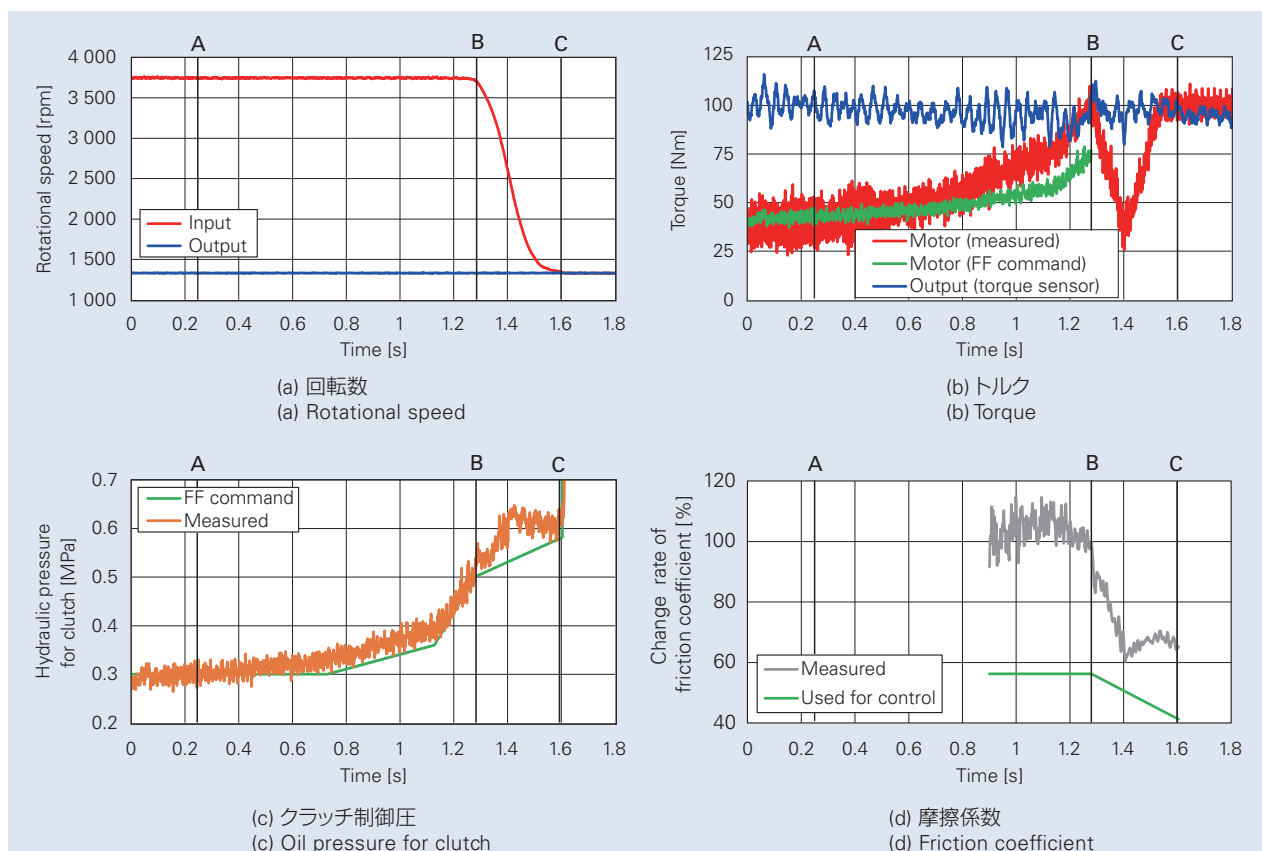 A B C
4 000
3 500
3 000
2 500
2 000
1 500
1 000
Rotational speed [rpm]
Input
Output
0 0.2 0.4 0.6 0.8 1 1.2 1.4 1.6 1.8
Time [s]
(a) 回転数
(a) Rotational speed
A B C
125
100
75
50
25
0
Torque [Nm]
Motor (measured)
Motor (FF command)
Output (torque sensor)
0 0.2 0.4 0.6 0.8 1 1.2 1.4 1.6 1.8
Time [s]
(b) トルク
(b) Torque
A B C
0.7
0.6
0.5
0.4
0.3
0.2
Hydraulic pressure
for clutch [MPa]
FF command
Measured
0 0.2 0.4 0.6 0.8 1 1.2 1.4 1.6 1.8
Time [s]
(c) クラッチ制御圧
(c) Oil pressure for clutch
A B C
120
100
80
60
40
Change rate of
friction coefficient [%]
Measured
Used for control
0 0.2 0.4 0.6 0.8 1 1.2 1.4 1.6 1.8
Time [s]
(d) 摩擦係数
(d) Friction coefficient